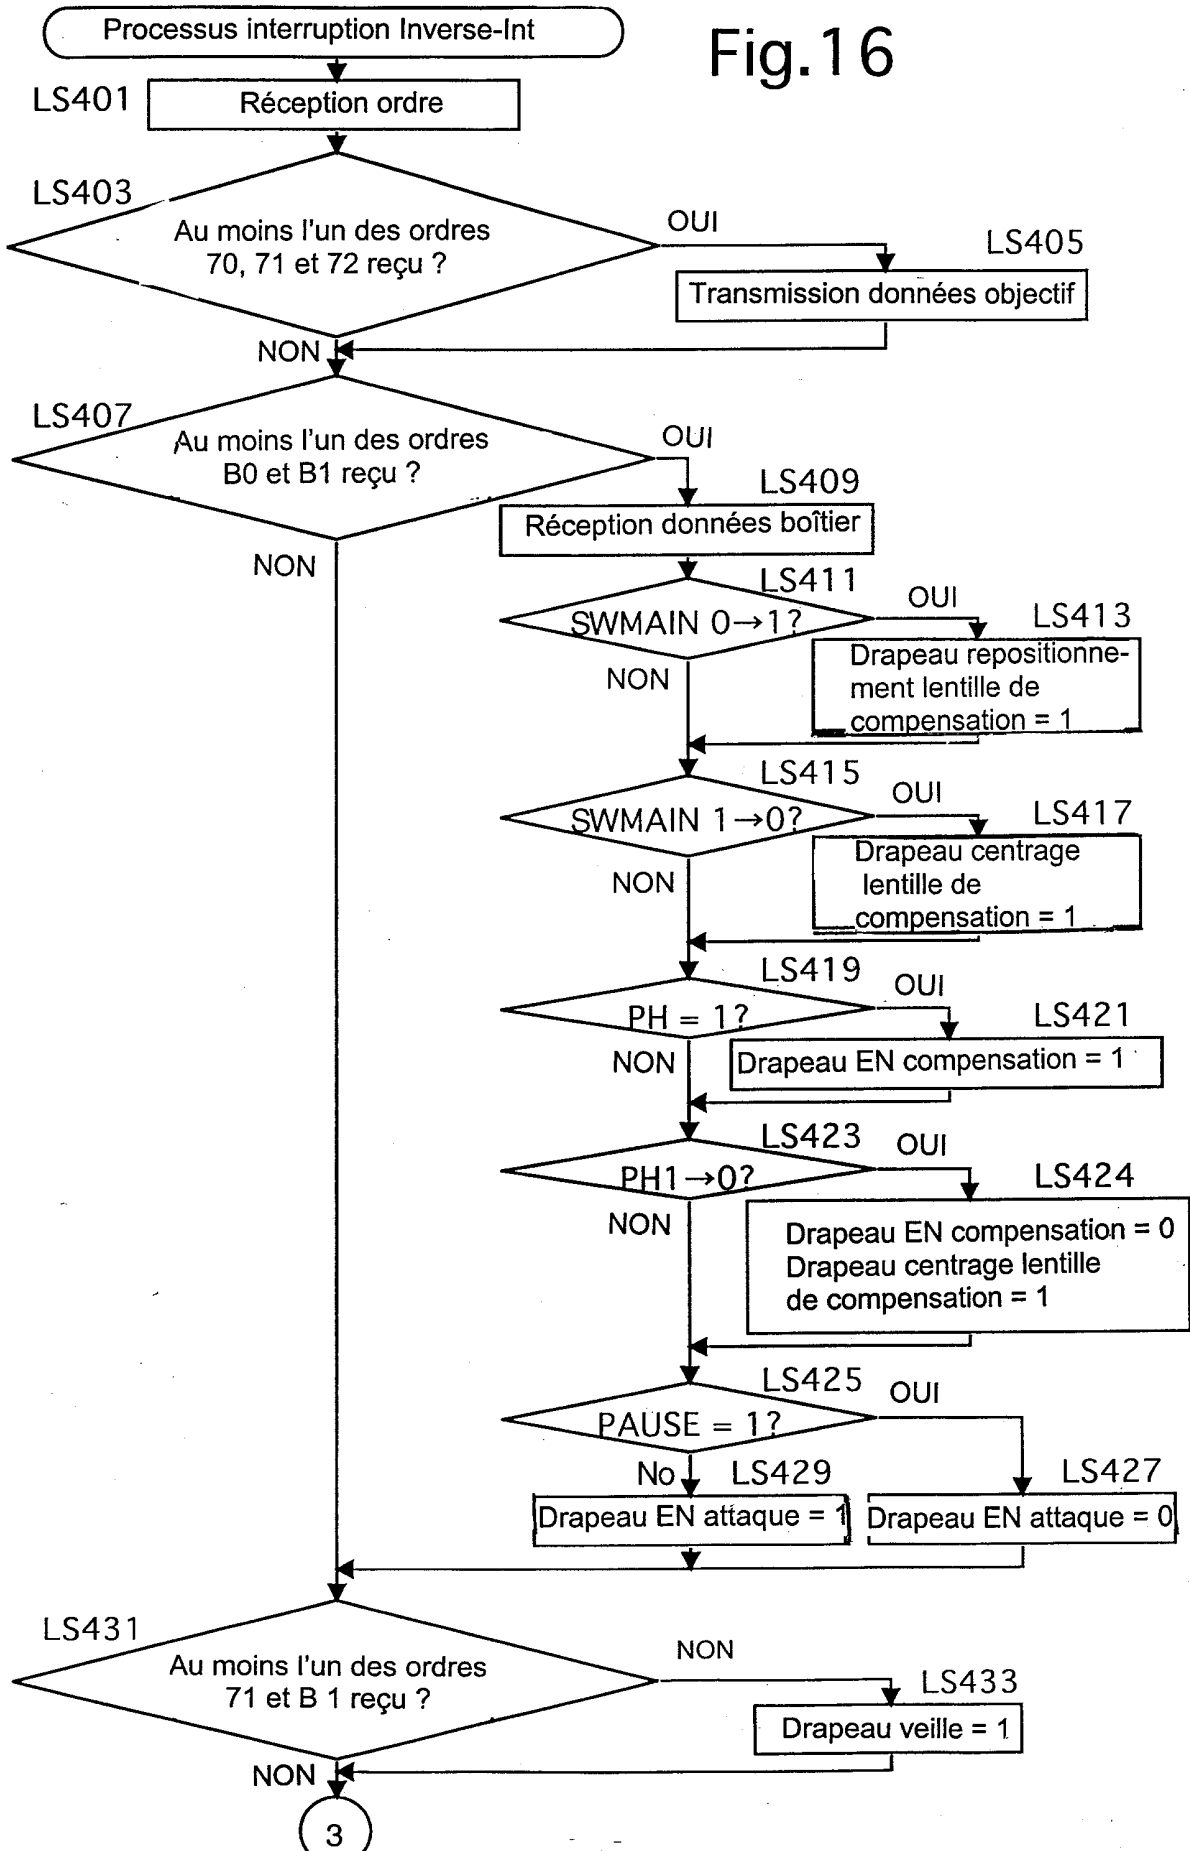 Processus interruption Inverse-Int
Fig.16
LS401
Réception ordre
LS403
Au moins l'un des ordres
70, 71 et 72 reçu ?
OUI
LS405
Transmission données objectif
NON
LS407
Au moins l'un des ordres
B0 et B1 reçu ?
OUI
LS409
Réception données boîtier
NON
LS411
SWMAIN 0→1?
OUI
LS413
Drapeau repositionne-
ment lentille de
compensation = 1
NON
LS415
SWMAIN 1→0?
OUI
LS417
Drapeau centrage
lentille de
compensation = 1
NON
LS419
PH = 1?
OUI
LS421
Drapeau EN compensation = 1
NON
LS423
PH1→0?
OUI
LS424
Drapeau EN compensation = 0
Drapeau centrage lentille
de compensation = 1
NON
LS425
PAUSE = 1?
OUI
No
LS429
LS427
Drapeau EN attaque = 1
Drapeau EN attaque = 0
LS431
Au moins l'un des ordres
71 et B 1 reçu ?
NON
LS433
Drapeau veille = 1
NON
3